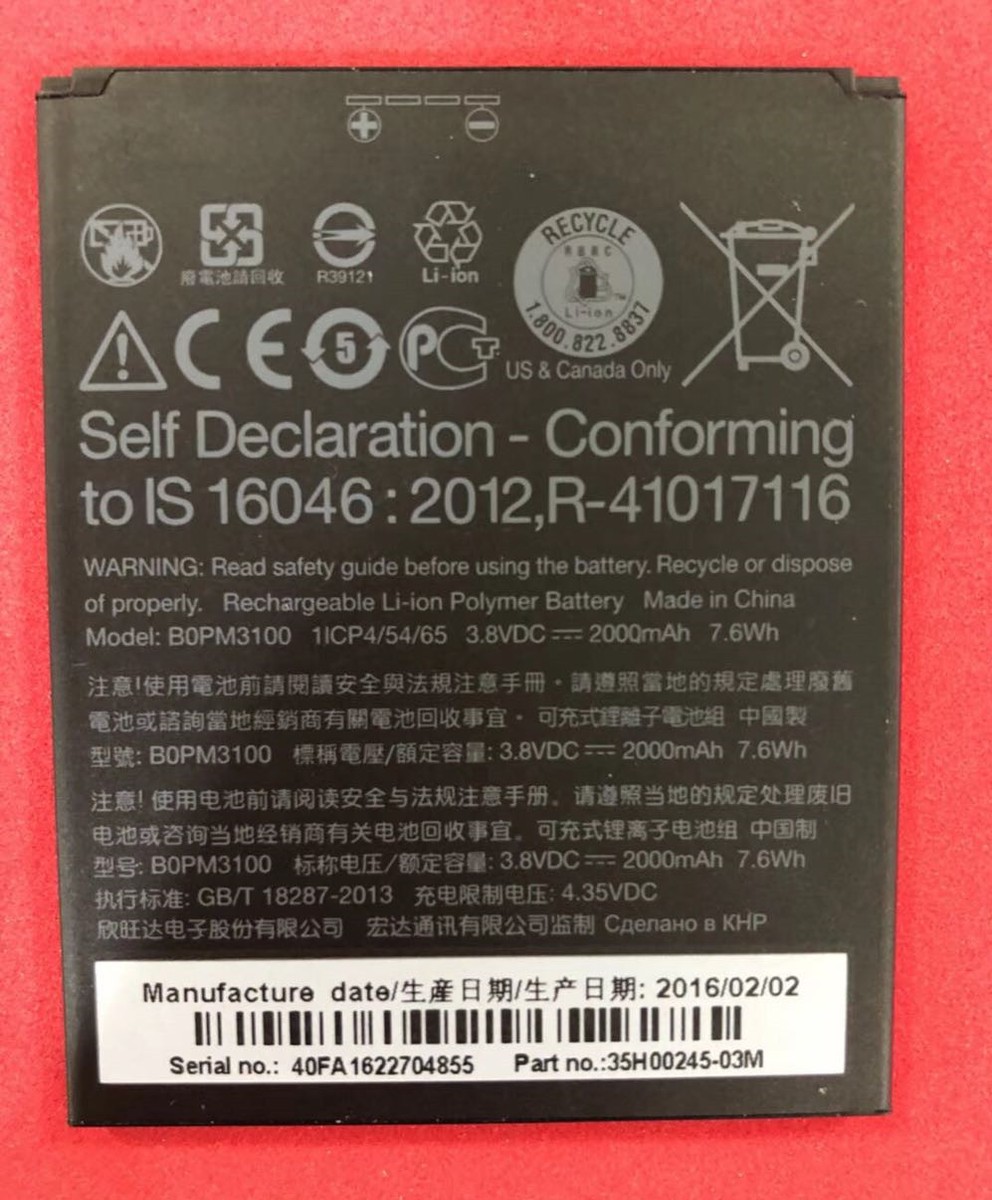 廢電池請回收
R39121
Li-ion
RECYCLE
RBRC
Li-ion
TM
1.800.822.8837
CE
5
РСТ
US & Canada Only
Self Declaration - Conforming
to IS 16046 : 2012,R-41017116
WARNING: Read safety guide before using the battery. Recycle or dispose
of properly. Rechargeable Li-ion Polymer Battery Made in China
Model: B0PM3100 1ICP4/54/65 3.8VDC⎓2000mAh 7.6Wh
注意!使用電池前請閱讀安全與法規注意手冊。請遵照當地的規定處理廢舊
電池或諮詢當地經銷商有關電池回收事宜。可充式鋰離子電池組 中國製
型號: B0PM3100 標稱電壓/額定容量: 3.8VDC⎓2000mAh 7.6Wh
注意! 使用电池前请阅读安全与法规注意手册。请遵照当地的规定处理废旧
电池或咨询当地经销商有关电池回收事宜。可充式锂离子电池组 中国制
型号: B0PM3100 标称电压/额定容量: 3.8VDC⎓2000mAh 7.6Wh
执行标准: GB/T 18287-2013 充电限制电压: 4.35VDC
欣旺达电子股份有限公司 宏达通讯有限公司监制 Сделано в КНР
Manufacture date/生產日期/生产日期: 2016/02/02
Serial no.: 40FA1622704855 Part no.:35H00245-03M